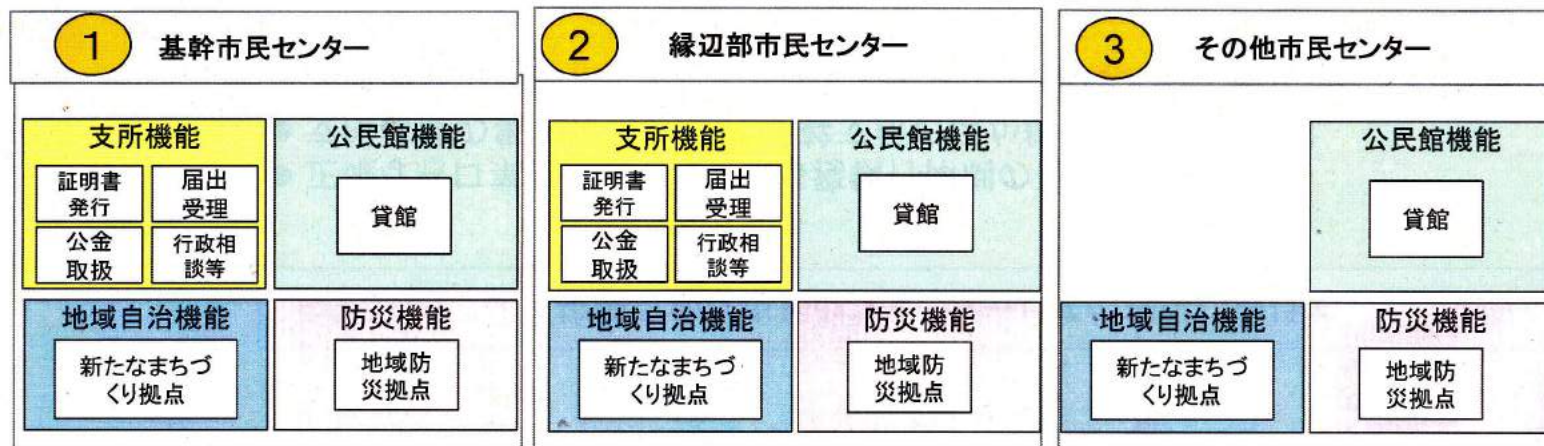 1 基幹市民センター
支所機能
証明書
発行
届出
受理
公金
取扱
行政相
談等
公民館機能
貸館
地域自治機能
新たなまちづ
くり拠点
防災機能
地域防
災拠点
2 縁辺部市民センター
支所機能
証明書
発行
届出
受理
公金
取扱
行政相
談等
公民館機能
貸館
地域自治機能
新たなまちづ
くり拠点
防災機能
地域防
災拠点
3 その他市民センター
公民館機能
貸館
地域自治機能
新たなまちづ
くり拠点
防災機能
地域防
災拠点